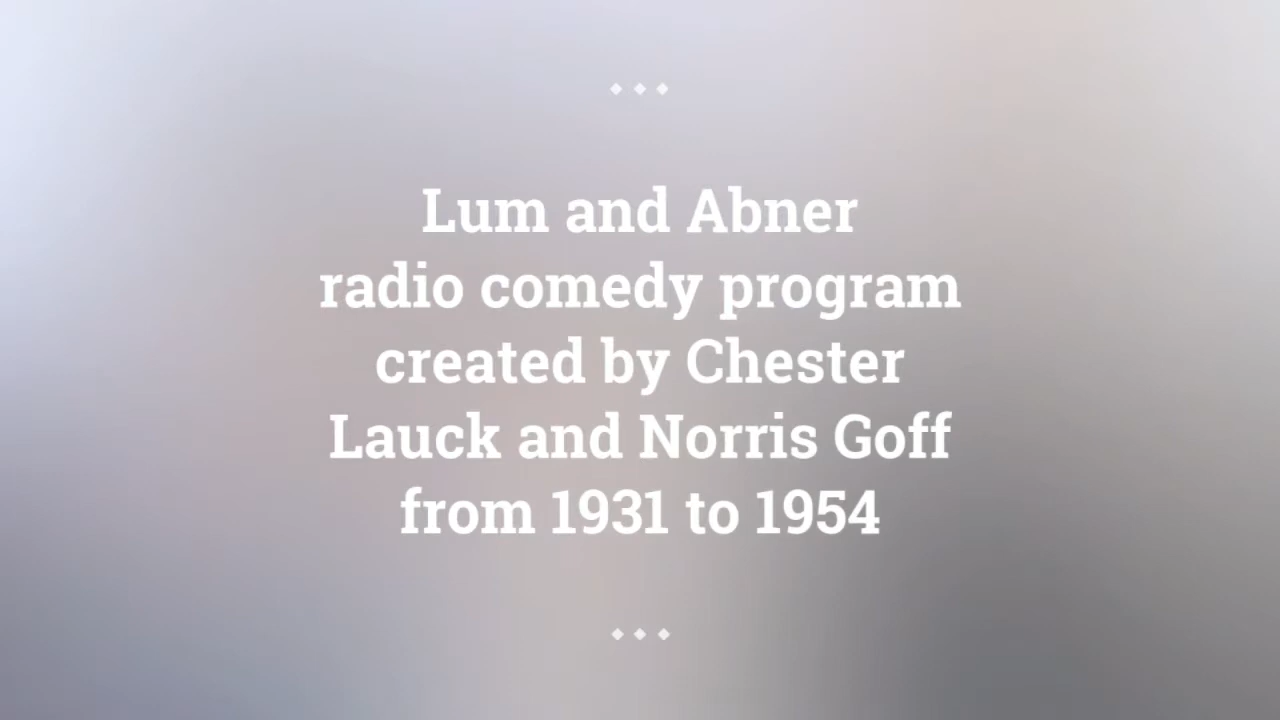 Lum and Abner
radio comedy program
created by Chester
Lauck and Norris Goff
from 1931 to 1954